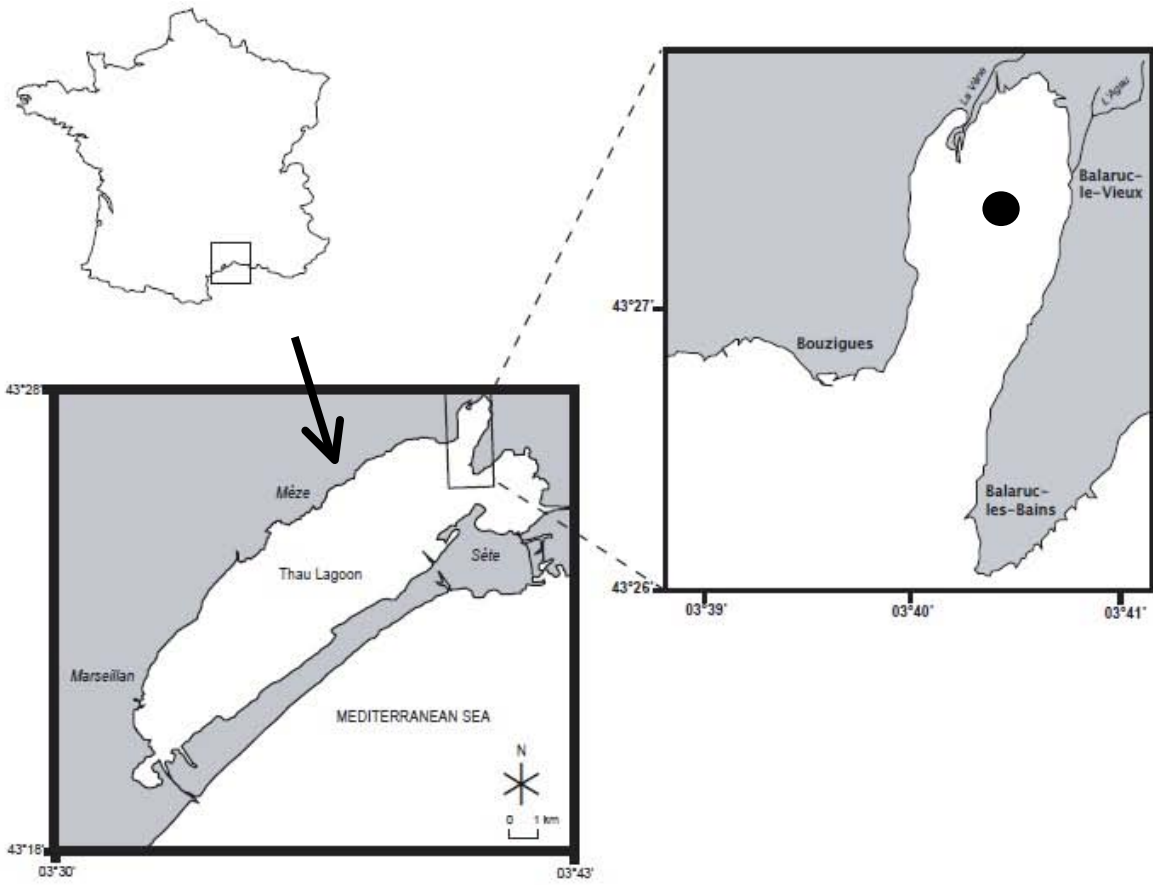 La Vène
L'Agau
Balaruc-
le-Vieux
43°27'
Bouzigues
Balaruc-
les-Bains
43°26'
03°39'
03°40'
03°41'
43°28'
Mèze
Sète
Thau Lagoon
Marseillan
MEDITERRANEAN SEA
N
0 1 km
43°18'
03°30'
03°43'